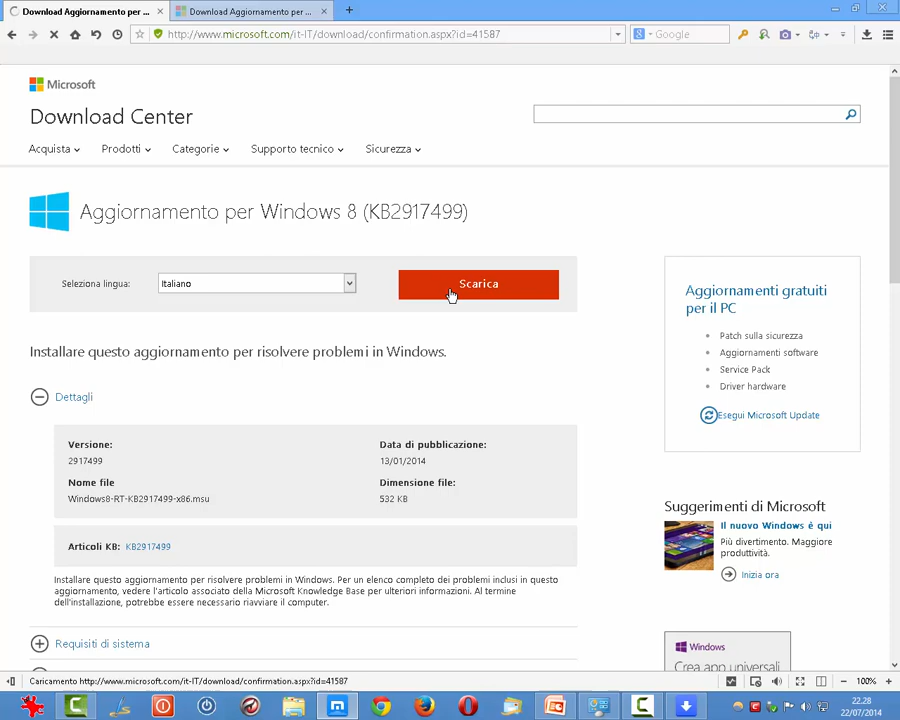 Download Aggiornamento per ...
Download Aggiornamento per ...
http://www.microsoft.com/it-IT/download/confirmation.aspx?id=41587
Google
Microsoft
Download Center
Acquista
Prodotti
Categorie
Supporto tecnico
Sicurezza
Aggiornamento per Windows 8 (KB2917499)
Seleziona lingua:
Italiano
Scarica
Installare questo aggiornamento per risolvere problemi in Windows.
Dettagli
Versione:
2917499
Data di pubblicazione:
13/01/2014
Nome file
Windows8-RT-KB2917499-x86.msu
Dimensione file:
532 KB
Articoli KB: KB2917499
Installare questo aggiornamento per risolvere problemi in Windows. Per un elenco completo dei problemi inclusi in questo
aggiornamento, vedere l'articolo associato della Microsoft Knowledge Base per ulteriori informazioni. Al termine
dell'installazione, potrebbe essere necessario riavviare il computer.
Requisiti di sistema
Aggiornamenti gratuiti
per il PC
Patch sulla sicurezza
Aggiornamenti software
Service Pack
Driver hardware
Esegui Microsoft Update
Suggerimenti di Microsoft
Il nuovo Windows è qui
Più divertimento. Maggiore
produttività.
Inizia ora
Windows
Crea app universali
Caricamento http://www.microsoft.com/it-IT/download/confirmation.aspx?id=41587
100%
22.28
22/07/2014